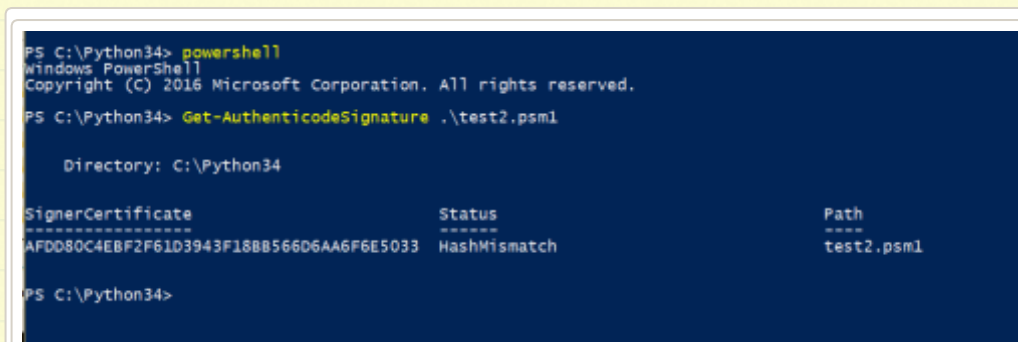 PS C:\Python34> powershell
Windows PowerShell
Copyright (C) 2016 Microsoft Corporation. All rights reserved.
PS C:\Python34> Get-AuthenticodeSignature .\test2.psm1
Directory: C:\Python34
SignerCertificate Status Path
----------------- ------ ----
AFDD80C4EBF2F61D3943F18BB566D6AA6F6E5033 HashMismatch test2.psm1
PS C:\Python34>